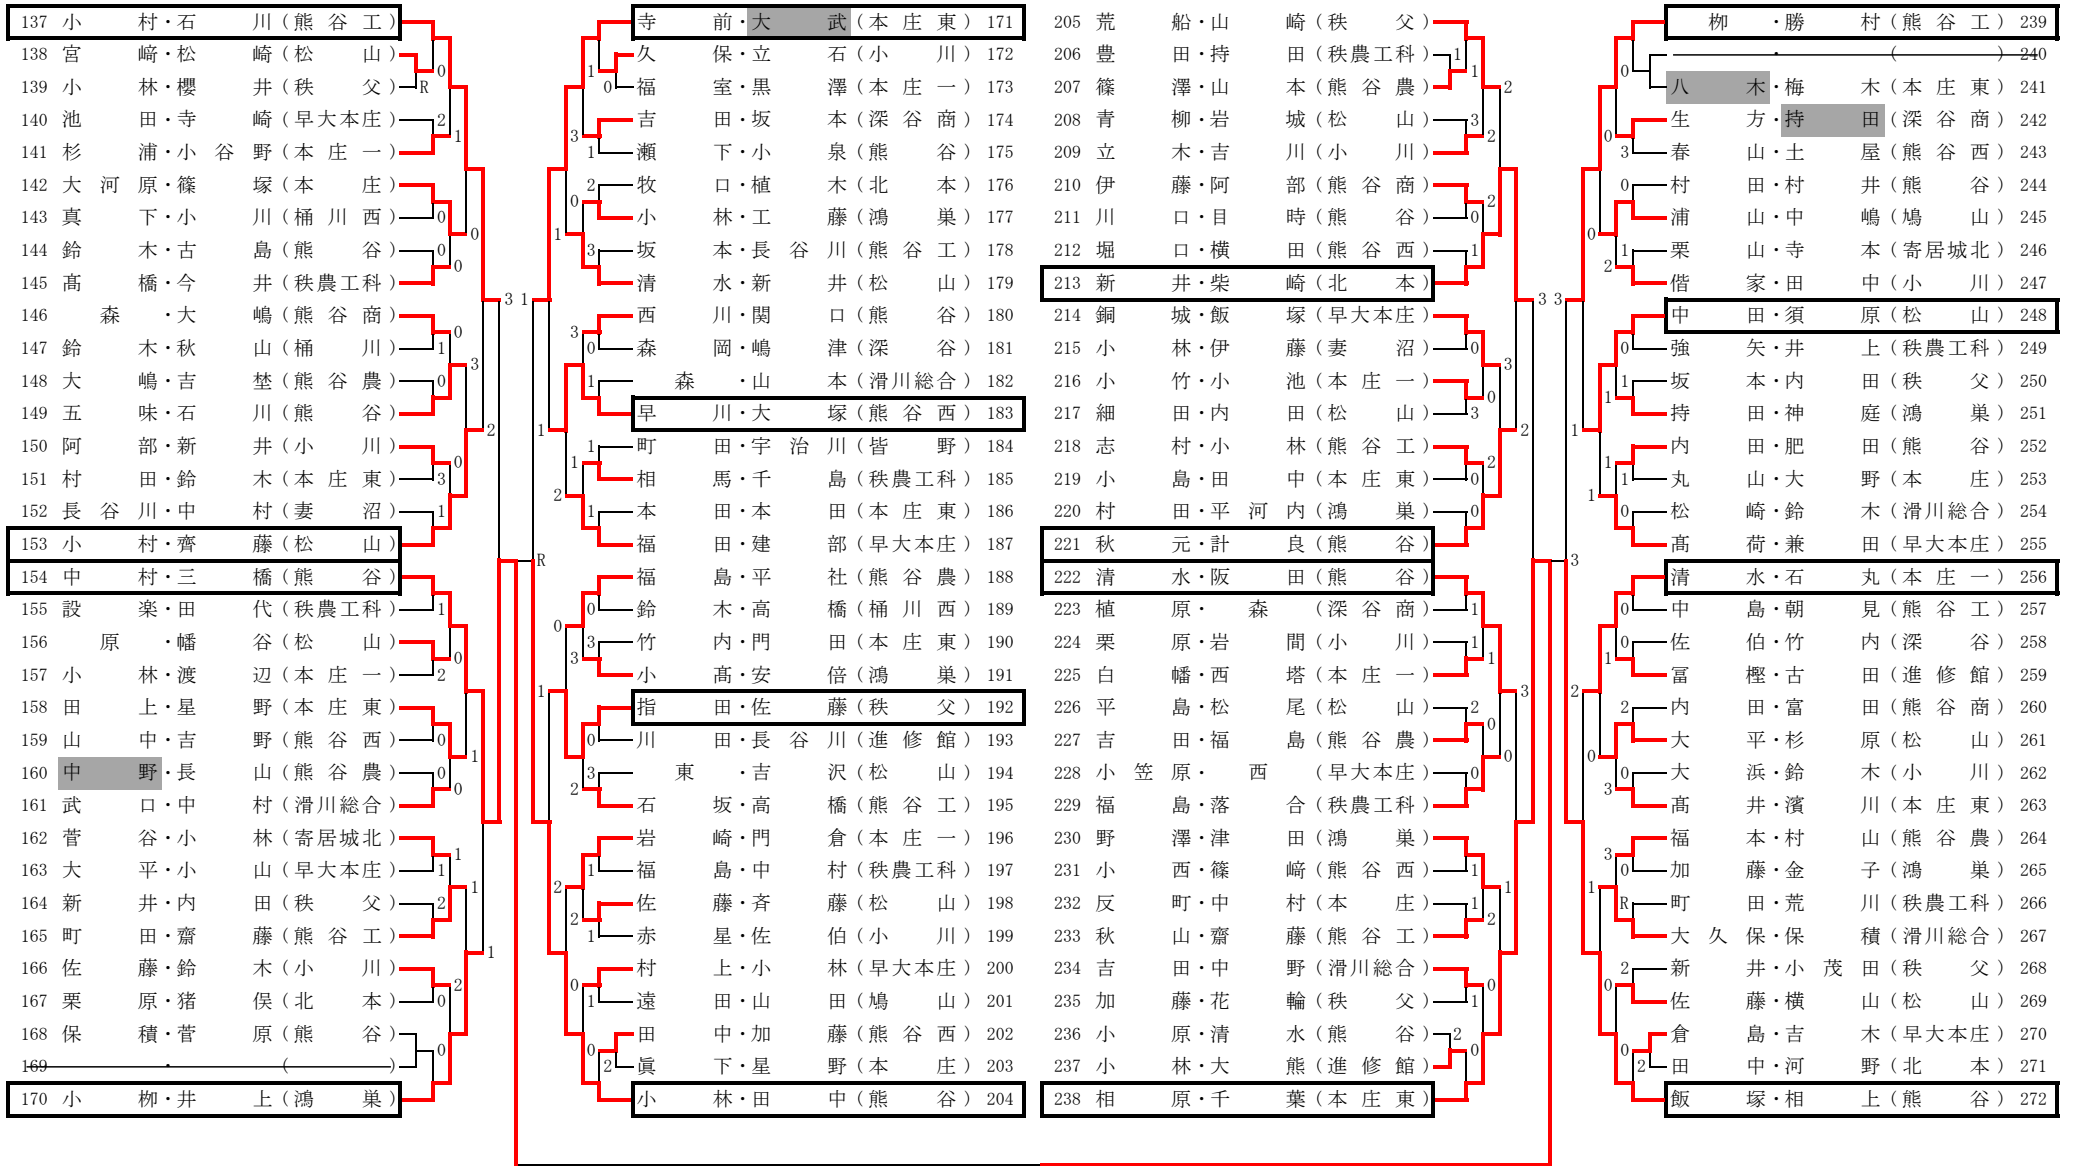 137 小村・石川(熊谷工)
138 宮﨑・松崎(松山)
139 小林・櫻井(秩父)
140 池田・寺崎(早大本庄)
141 杉浦・小谷野(本庄一)
142 大河原・篠塚(本庄)
143 真下・小川(桶川西)
144 鈴木・古島(熊谷)
145 髙橋・今井(秩農工科)
146 森・大嶋(熊谷商)
147 鈴木・秋山(桶川)
148 大嶋・吉埜(熊谷農)
149 五味・石川(熊谷)
150 阿部・新井(小川)
151 村田・鈴木(本庄東)
152 長谷川・中村(妻沼)
153 小村・齊藤(松山)
154 中村・三橋(熊谷)
155 設楽・田代(秩農工科)
156 原・幡谷(松山)
157 小林・渡辺(本庄一)
158 田上・星野(本庄東)
159 山中・吉野(熊谷西)
160 中野・長山(熊谷農)
161 武口・中村(滑川総合)
162 菅谷・小林(寄居城北)
163 大平・小山(早大本庄)
164 新井・内田(秩父)
165 町田・齋藤(熊谷工)
166 佐藤・鈴木(小川)
167 栗原・猪俣(北本)
168 保積・菅原(熊谷)
169 ・( )
170 小栁・井上(鴻巣)
寺前・大武(本庄東) 171
久保・立石(小川) 172
福室・黒澤(本庄一) 173
吉田・坂本(深谷商) 174
瀬下・小泉(熊谷) 175
牧口・植木(北本) 176
小林・工藤(鴻巣) 177
坂本・長谷川(熊谷工) 178
清水・新井(松山) 179
西川・関口(熊谷) 180
森岡・嶋津(深谷) 181
森・山本(滑川総合) 182
早川・大塚(熊谷西) 183
町田・宇治川(皆野) 184
相馬・千島(秩農工科) 185
本田・本田(本庄東) 186
福田・建部(早大本庄) 187
福島・平社(熊谷農) 188
鈴木・高橋(桶川西) 189
竹内・門田(本庄東) 190
小髙・安倍(鴻巣) 191
指田・佐藤(秩父) 192
川田・長谷川(進修館) 193
東・吉沢(松山) 194
石坂・高橋(熊谷工) 195
岩崎・門倉(本庄一) 196
福島・中村(秩農工科) 197
佐藤・斉藤(松山) 198
赤星・佐伯(小川) 199
村上・小林(早大本庄) 200
遠田・山田(鳩山) 201
田中・加藤(熊谷西) 202
眞下・星野(本庄) 203
小林・田中(熊谷) 204
205 荒船・山崎(秩父)
206 豊田・持田(秩農工科)
207 篠澤・山本(熊谷農)
208 青柳・岩城(松山)
209 立木・吉川(小川)
210 伊藤・阿部(熊谷商)
211 川口・目時(熊谷)
212 堀口・横田(熊谷西)
213 新井・柴崎(北本)
214 銅城・飯塚(早大本庄)
215 小林・伊藤(妻沼)
216 小竹・小池(本庄一)
217 細田・内田(松山)
218 志村・小林(熊谷工)
219 小島・田中(本庄東)
220 村田・平河内(鴻巣)
221 秋元・計良(熊谷)
222 清水・阪田(熊谷)
223 植原・森(深谷商)
224 栗原・岩間(小川)
225 白幡・西塔(本庄一)
226 平島・松尾(松山)
227 吉田・福島(熊谷農)
228 小笠原・西(早大本庄)
229 福島・落合(秩農工科)
230 野澤・津田(鴻巣)
231 小西・篠﨑(熊谷西)
232 反町・中村(本庄)
233 秋山・齋藤(熊谷工)
234 吉田・中野(滑川総合)
235 加藤・花輪(秩父)
236 小原・清水(熊谷)
237 小林・大熊(進修館)
238 相原・千葉(本庄東)
栁・勝村(熊谷工) 239
・( ) 240
八木・梅木(本庄東) 241
生方・持田(深谷商) 242
春山・土屋(熊谷西) 243
村田・村井(熊谷) 244
浦山・中嶋(鳩山) 245
栗山・寺本(寄居城北) 246
偕家・田中(小川) 247
中田・須原(松山) 248
強矢・井上(秩農工科) 249
坂本・内田(秩父) 250
持田・神庭(鴻巣) 251
内田・肥田(熊谷) 252
丸山・大野(本庄) 253
松崎・鈴木(滑川総合) 254
髙荷・兼田(早大本庄) 255
清水・石丸(本庄一) 256
中島・朝見(熊谷工) 257
佐伯・竹内(深谷) 258
冨樫・古田(進修館) 259
内田・富田(熊谷商) 260
大平・杉原(松山) 261
大浜・鈴木(小川) 262
髙井・濱川(本庄東) 263
福本・村山(熊谷農) 264
加藤・金子(鴻巣) 265
町田・荒川(秩農工科) 266
大久保・保積(滑川総合) 267
新井・小茂田(秩父) 268
佐藤・横山(松山) 269
倉島・吉木(早大本庄) 270
田中・河野(北本) 271
飯塚・相上(熊谷) 272